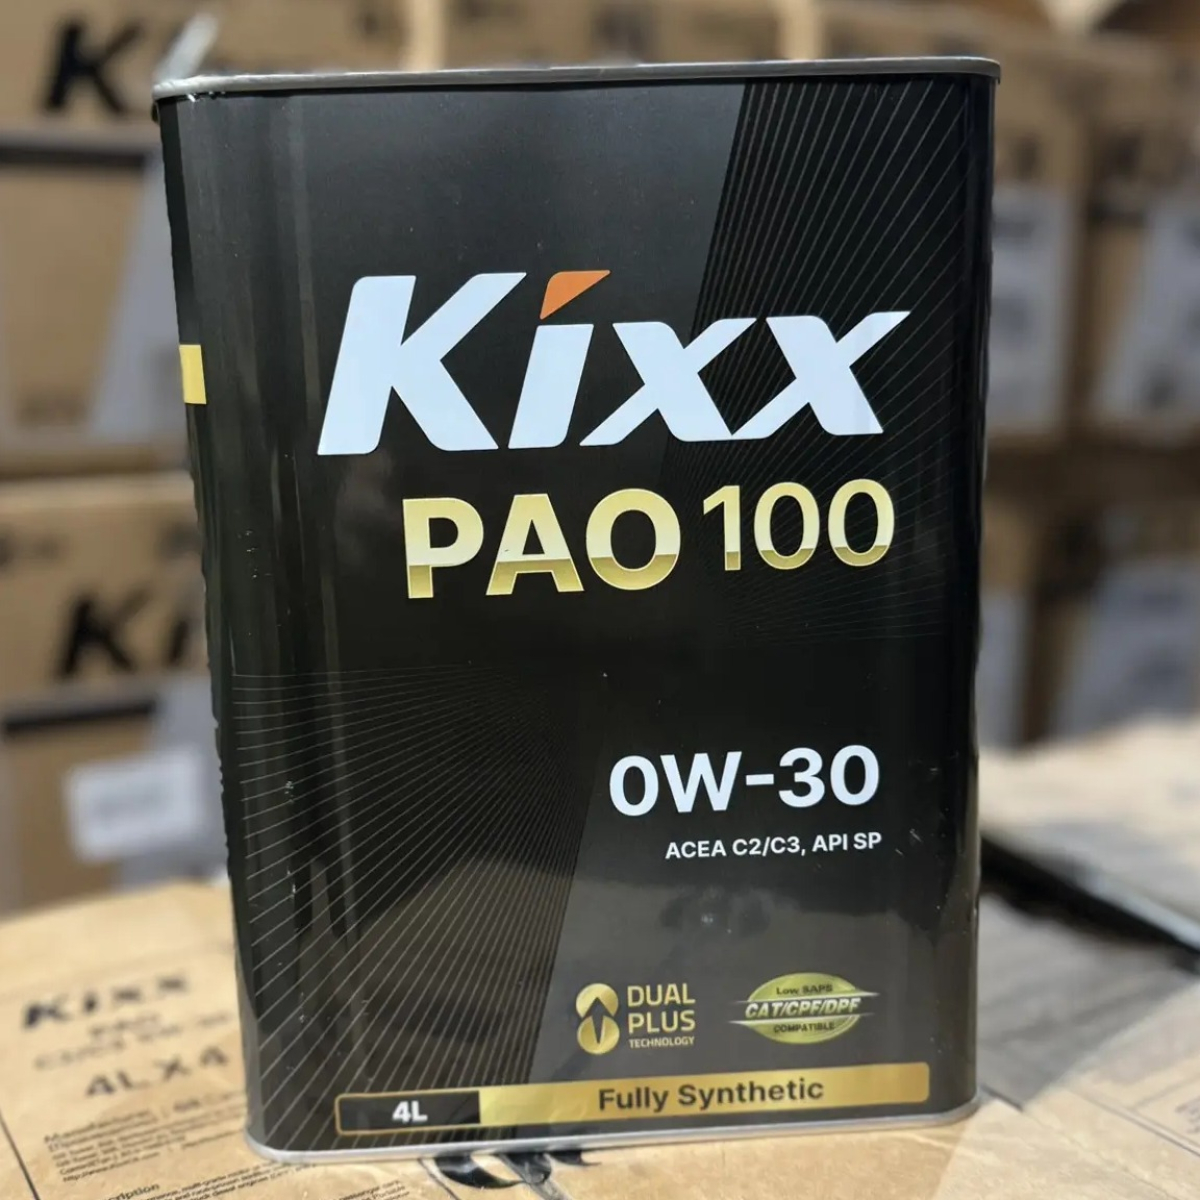 Kixx
PAO 100
0W-30
ACEA C2/C3, API SP
DUAL
PLUS
TECHNOLOGY
Low SAPS
CAT/CPF/DPF
COMPATIBLE
4L
Fully Synthetic
Kixx
4L X 4